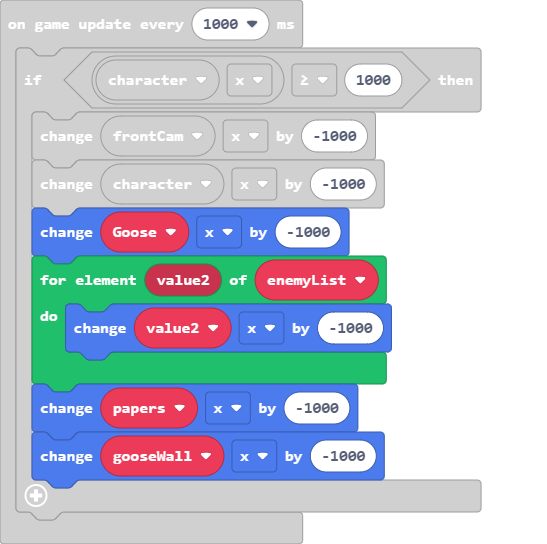 on game update every 1000 ms
if character x ≥ 1000 then
change frontCam x by -1000
change character x by -1000
change Goose x by -1000
for element value2 of enemyList
do
change value2 x by -1000
change papers x by -1000
change gooseWall x by -1000